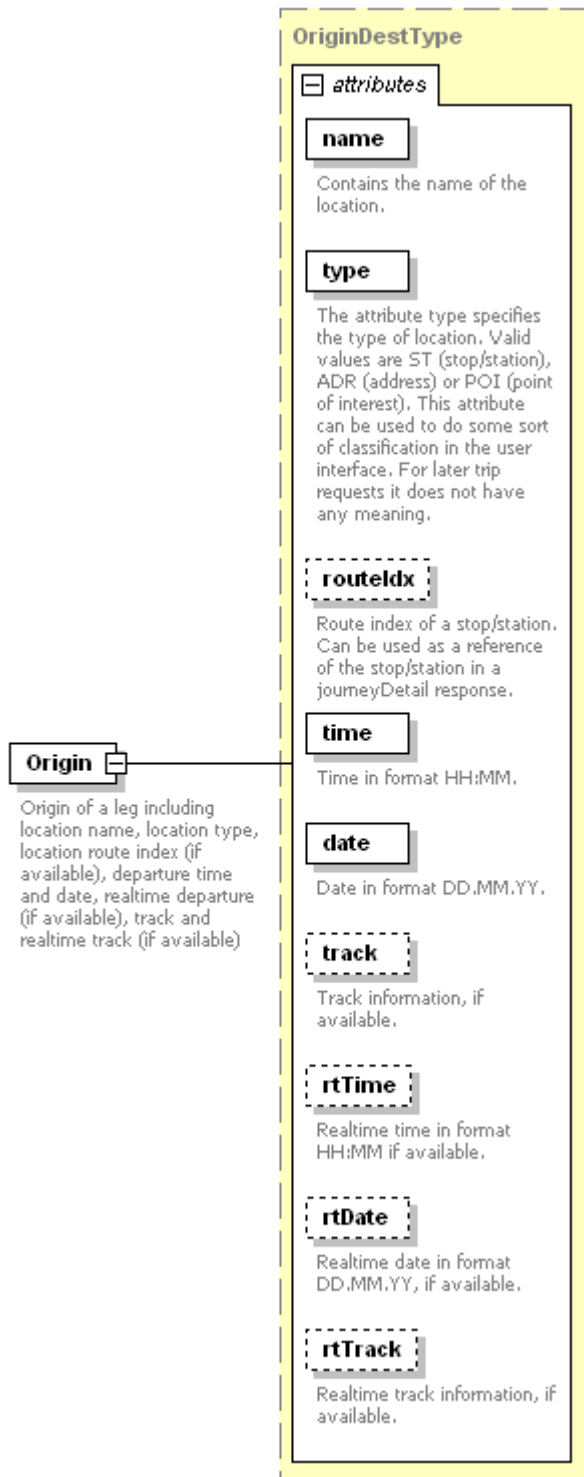 OriginDestType
attributes
name
Contains the name of the
location.
type
The attribute type specifies
the type of location. Valid
values are ST (stop/station),
ADR (address) or POI (point
of interest). This attribute
can be used to do some sort
of classification in the user
interface. For later trip
requests it does not have
any meaning.
routeIdx
Route index of a stop/station.
Can be used as a reference
of the stop/station in a
journeyDetail response.
time
Time in format HH:MM.
Origin
Origin of a leg including
location name, location type,
location route index (if
available), departure time
and date, realtime departure
(if available), track and
realtime track (if available)
date
Date in format DD.MM.YY.
track
Track information, if
available.
rtTime
Realtime time in format
HH:MM if available.
rtDate
Realtime date in format
DD.MM.YY, if available.
rtTrack
Realtime track information, if
available.